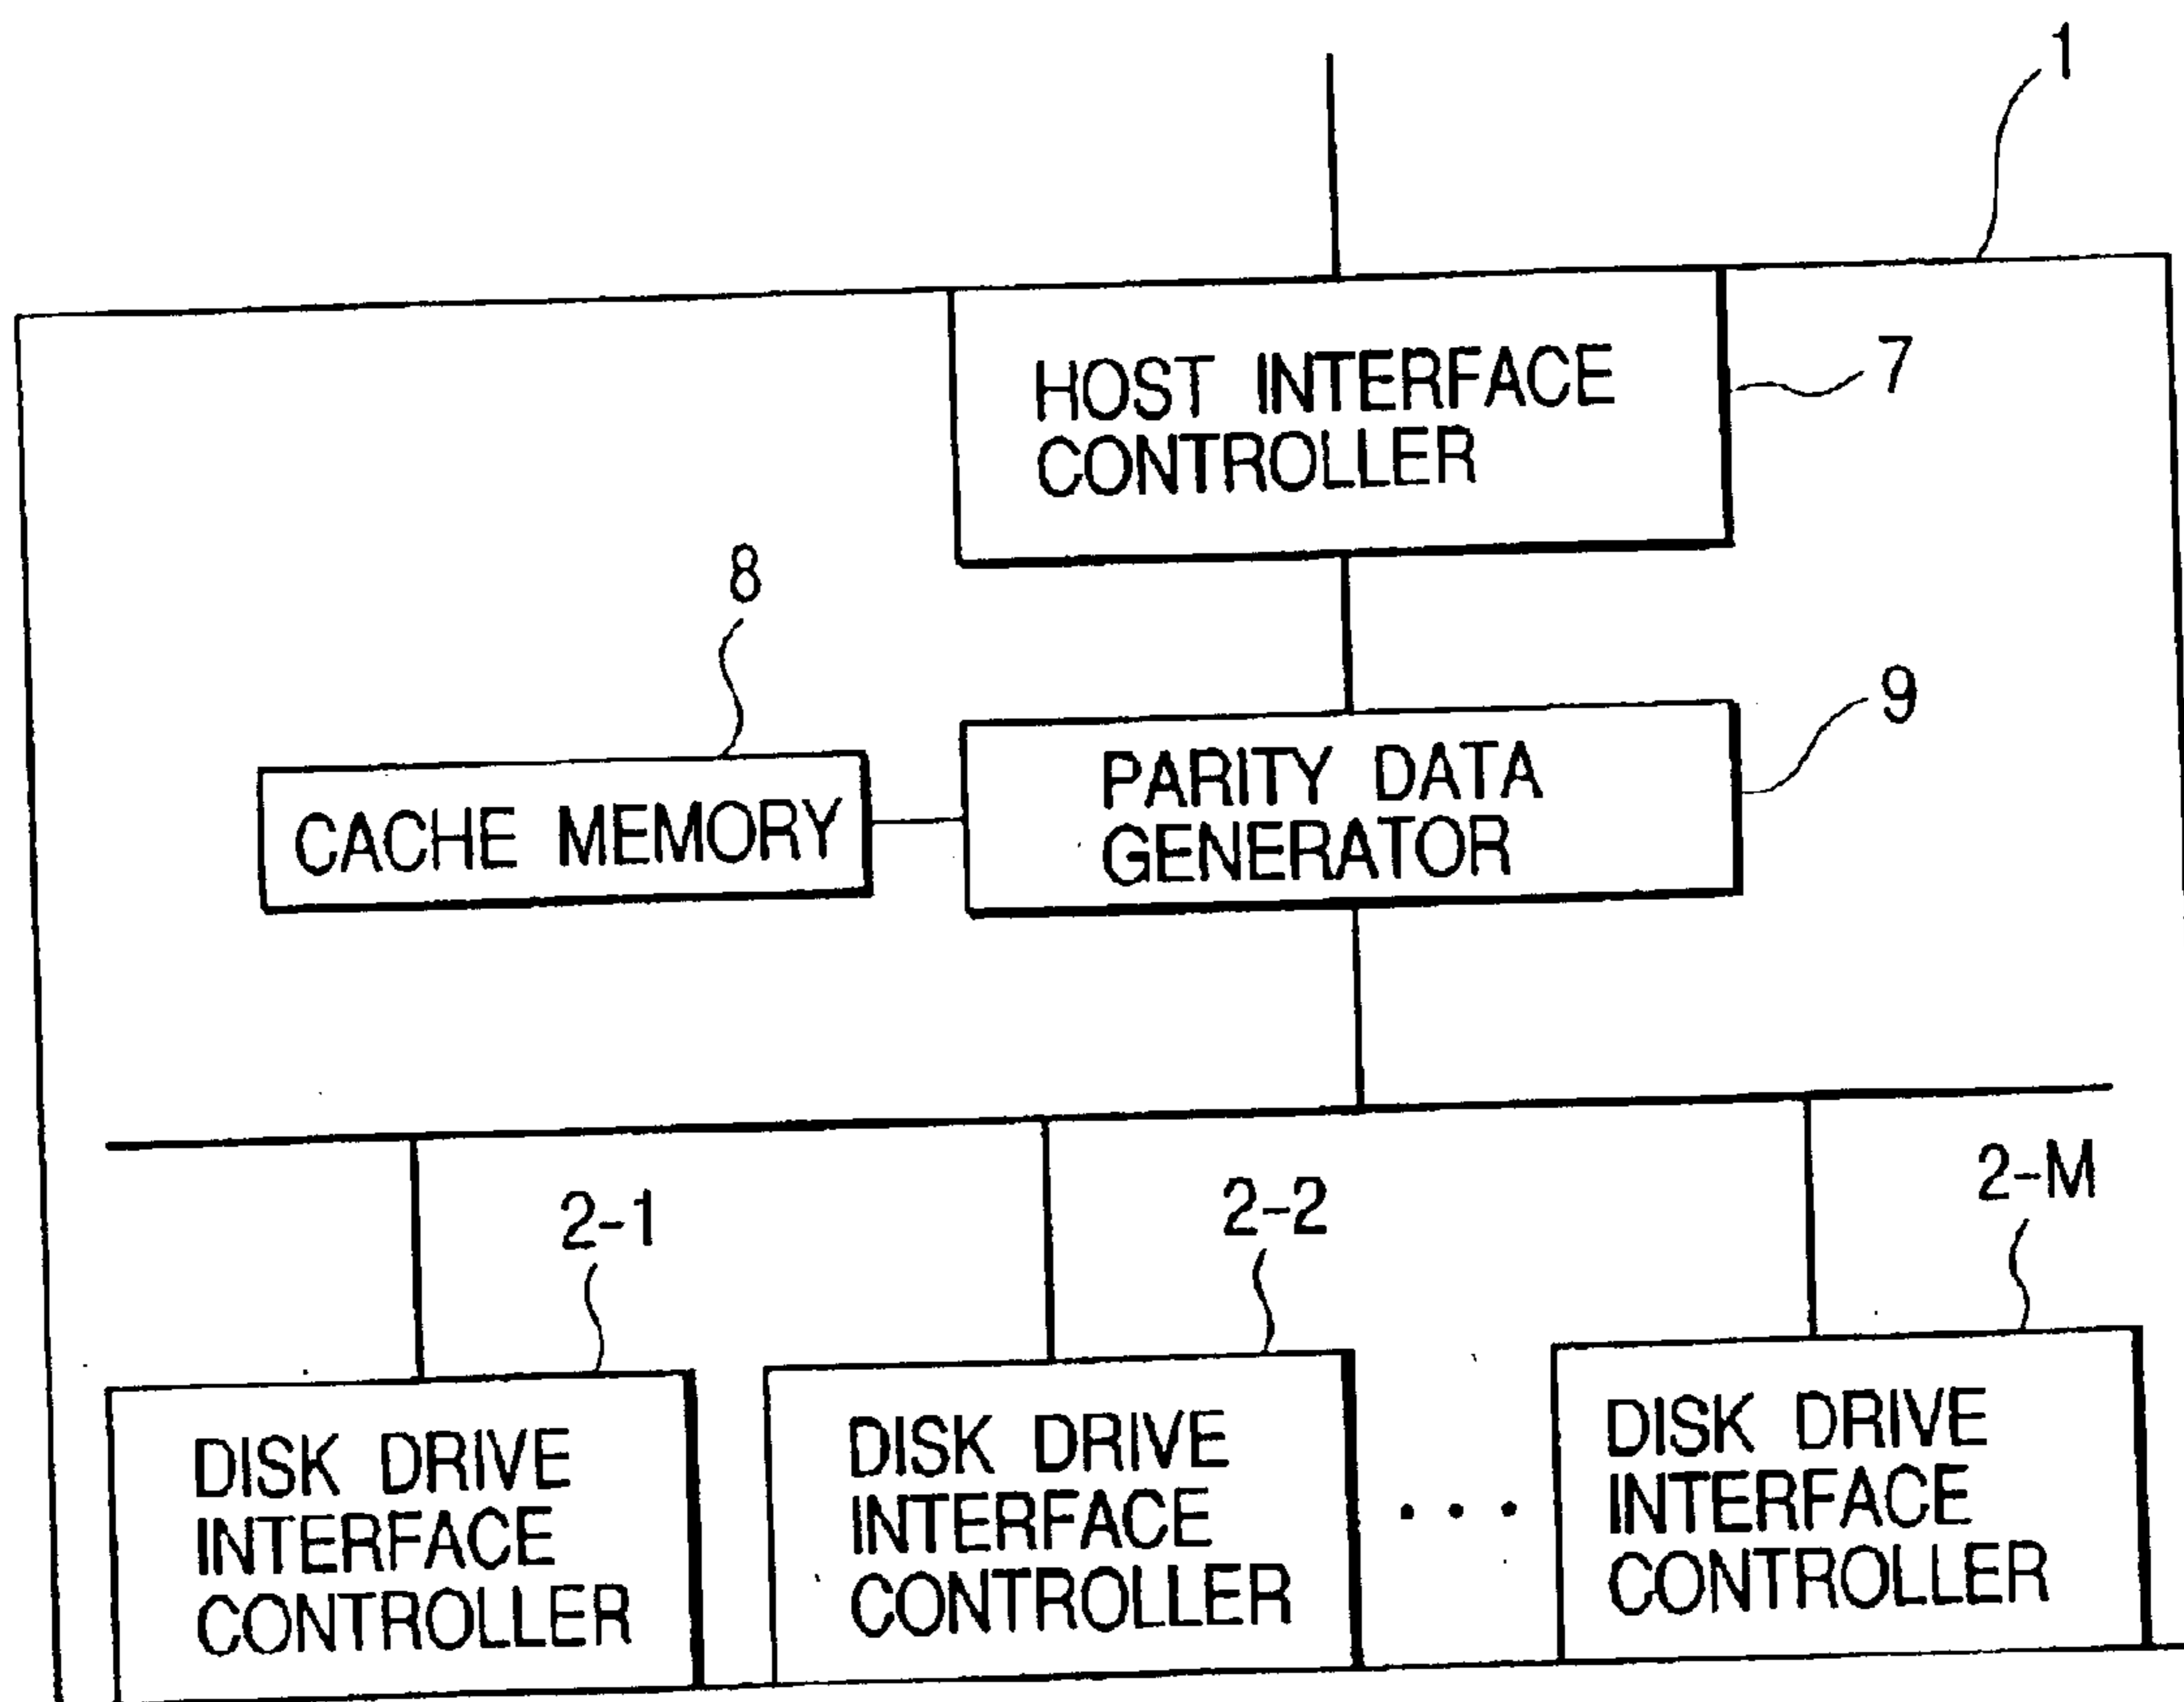 1
HOST INTERFACE
CONTROLLER
7
8
9
CACHE MEMORY
PARITY DATA
GENERATOR
2-1
2-2
2-M
DISK DRIVE
INTERFACE
CONTROLLER
DISK DRIVE
INTERFACE
CONTROLLER
...
DISK DRIVE
INTERFACE
CONTROLLER